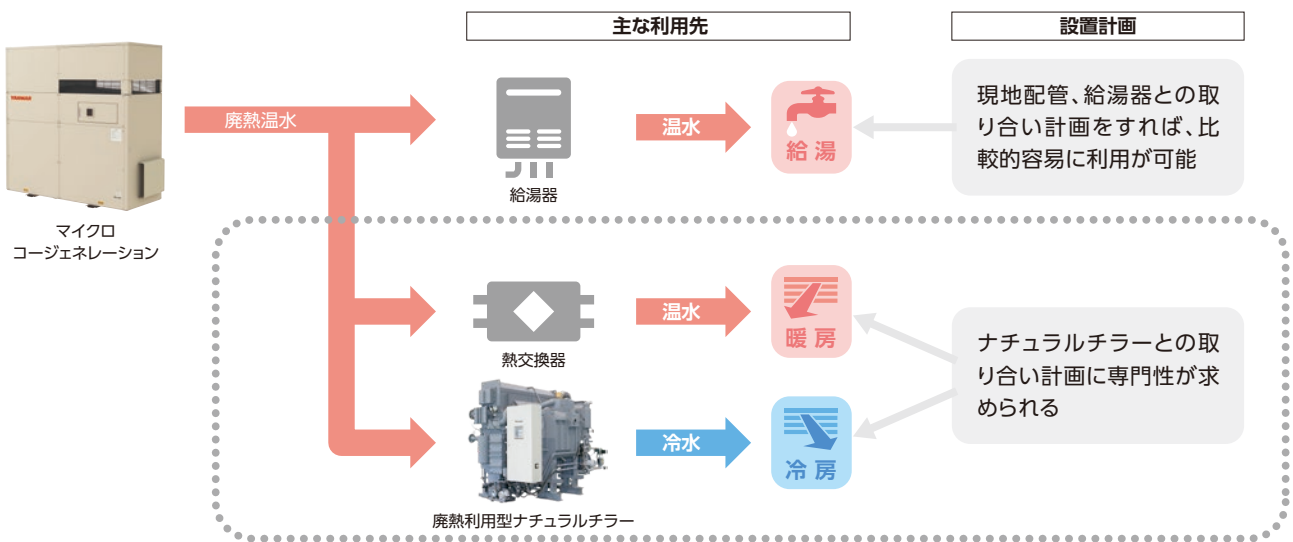 主な利用先
設置計画
YANMAR
廃熱温水
給湯器
温水
給湯
現地配管、給湯器との取
り合い計画をすれば、比
較的容易に利用が可能
マイクロ
コージェネレーション
熱交換器
温水
暖房
ナチュラルチラーとの取
り合い計画に専門性が求
められる
廃熱利用型ナチュラルチラー
冷水
冷房